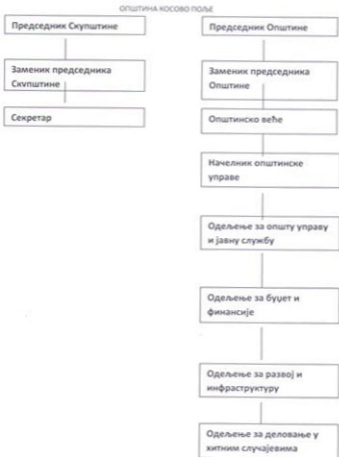 ОПШТИНА КОСОВО ПОЉЕ
Председник Скупштине
Заменик председника
Скупштине
Секретар
Председник Општине
Заменик председника
Општине
Општинско веће
Начелник општинске
управе
Одељење за општу управу
и јавну службу
Одељење за буџет и
финансије
Одељење за развој и
инфраструктуру
Одељење за деловање у
хитним случајевима